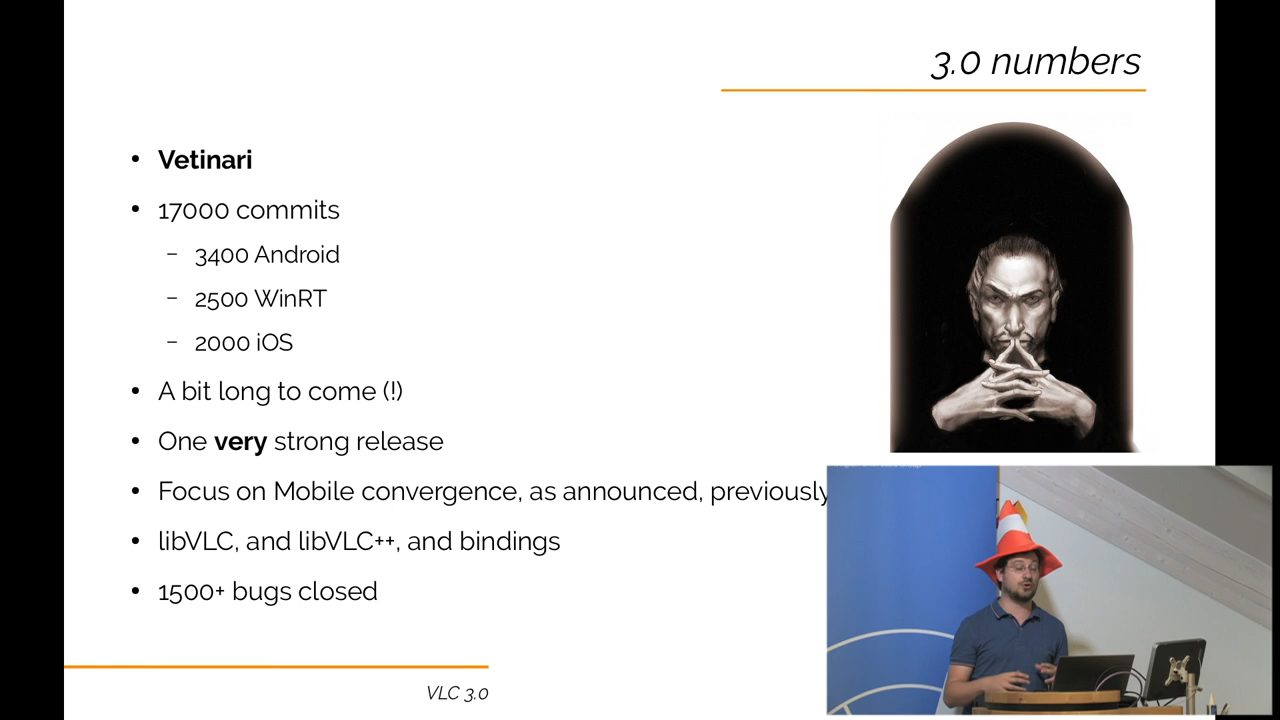 3.0 numbers
• Vetinari
• 17000 commits
– 3400 Android
– 2500 WinRT
– 2000 iOS
• A bit long to come (!)
• One very strong release
• Focus on Mobile convergence, as announced, previously
• libVLC, and libVLC++, and bindings
• 1500+ bugs closed
VLC 3.0